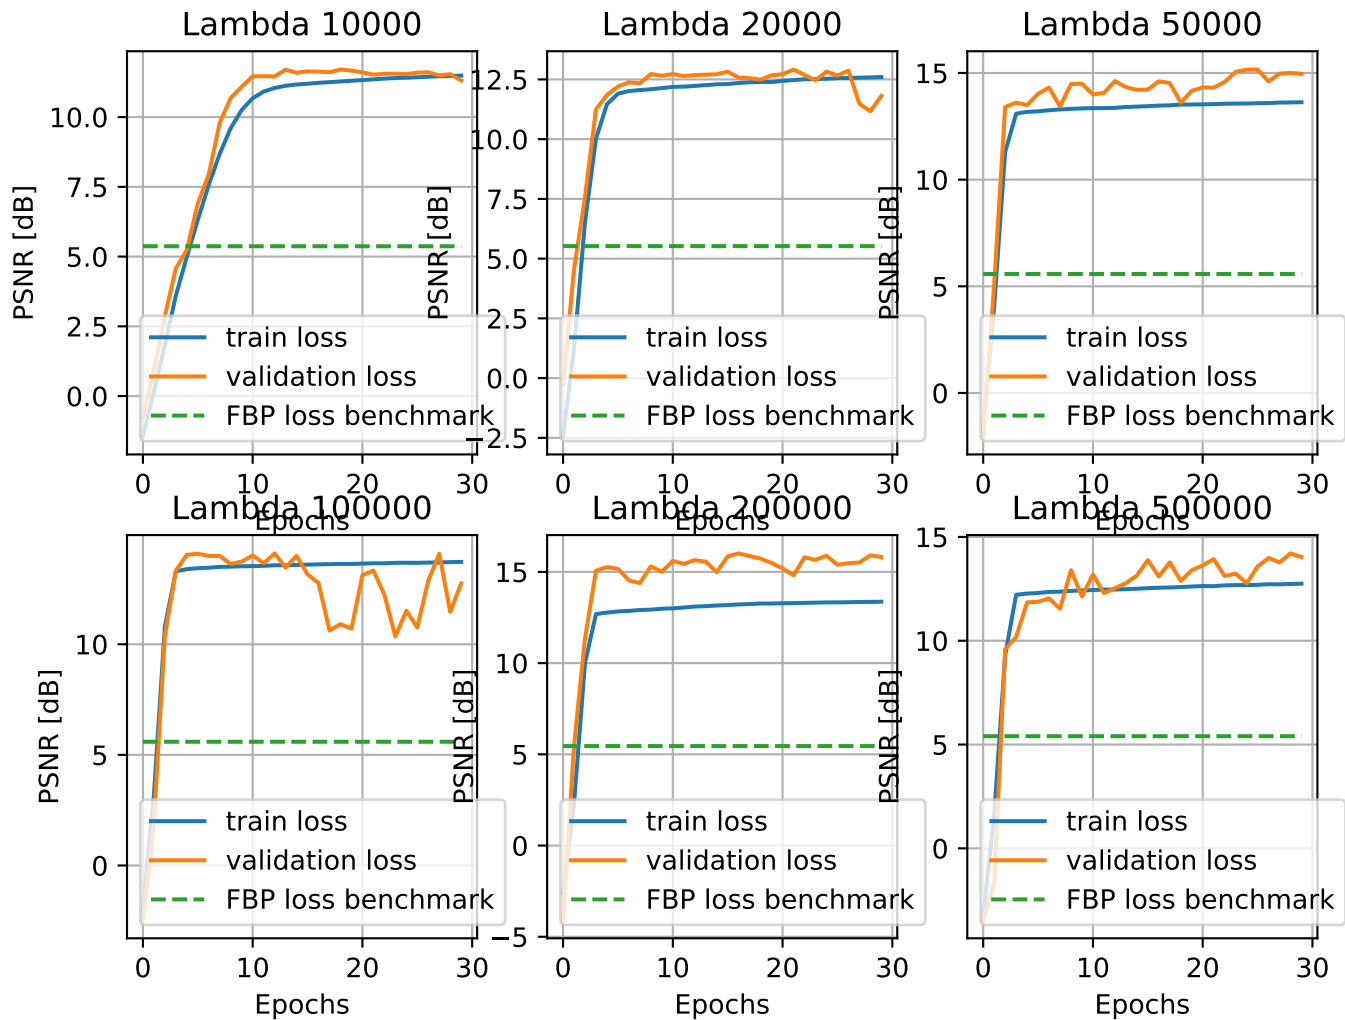 Lambda 10000
PSNR [dB]
10.0
7.5
5.0
2.5
0.0
train loss
validation loss
FBP loss benchmark
0
10
20
30
Epochs
Lambda 20000
PSNR [dB]
12.5
10.0
7.5
5.0
2.5
0.0
−2.5
train loss
validation loss
FBP loss benchmark
0
10
20
30
Epochs
Lambda 50000
PSNR [dB]
15
10
5
0
train loss
validation loss
FBP loss benchmark
0
10
20
30
Epochs
Lambda 100000
PSNR [dB]
10
5
0
train loss
validation loss
FBP loss benchmark
0
10
20
30
Epochs
Lambda 200000
PSNR [dB]
15
10
5
0
−5
train loss
validation loss
FBP loss benchmark
0
10
20
30
Epochs
Lambda 500000
PSNR [dB]
15
10
5
0
train loss
validation loss
FBP loss benchmark
0
10
20
30
Epochs